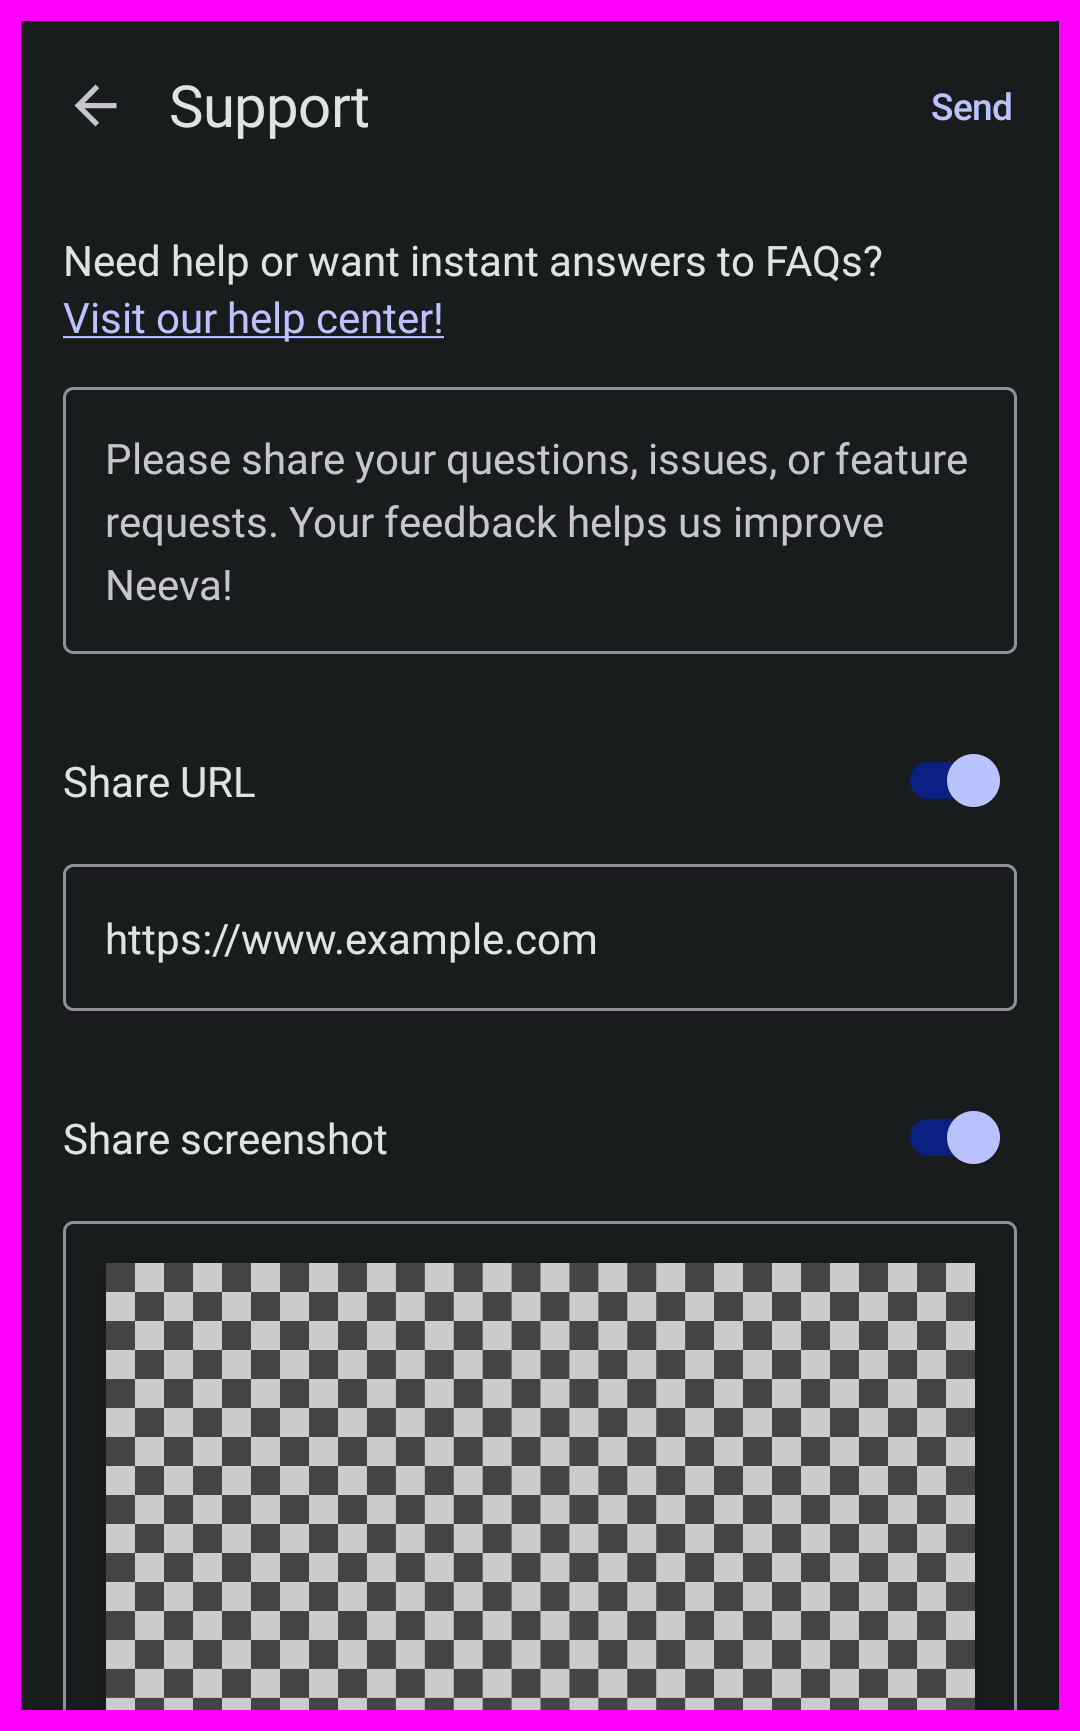 Support
Send
Need help or want instant answers to FAQs?
Visit our help center!
Please share your questions, issues, or feature
requests. Your feedback helps us improve
Neeva!
Share URL
https://www.example.com
Share screenshot